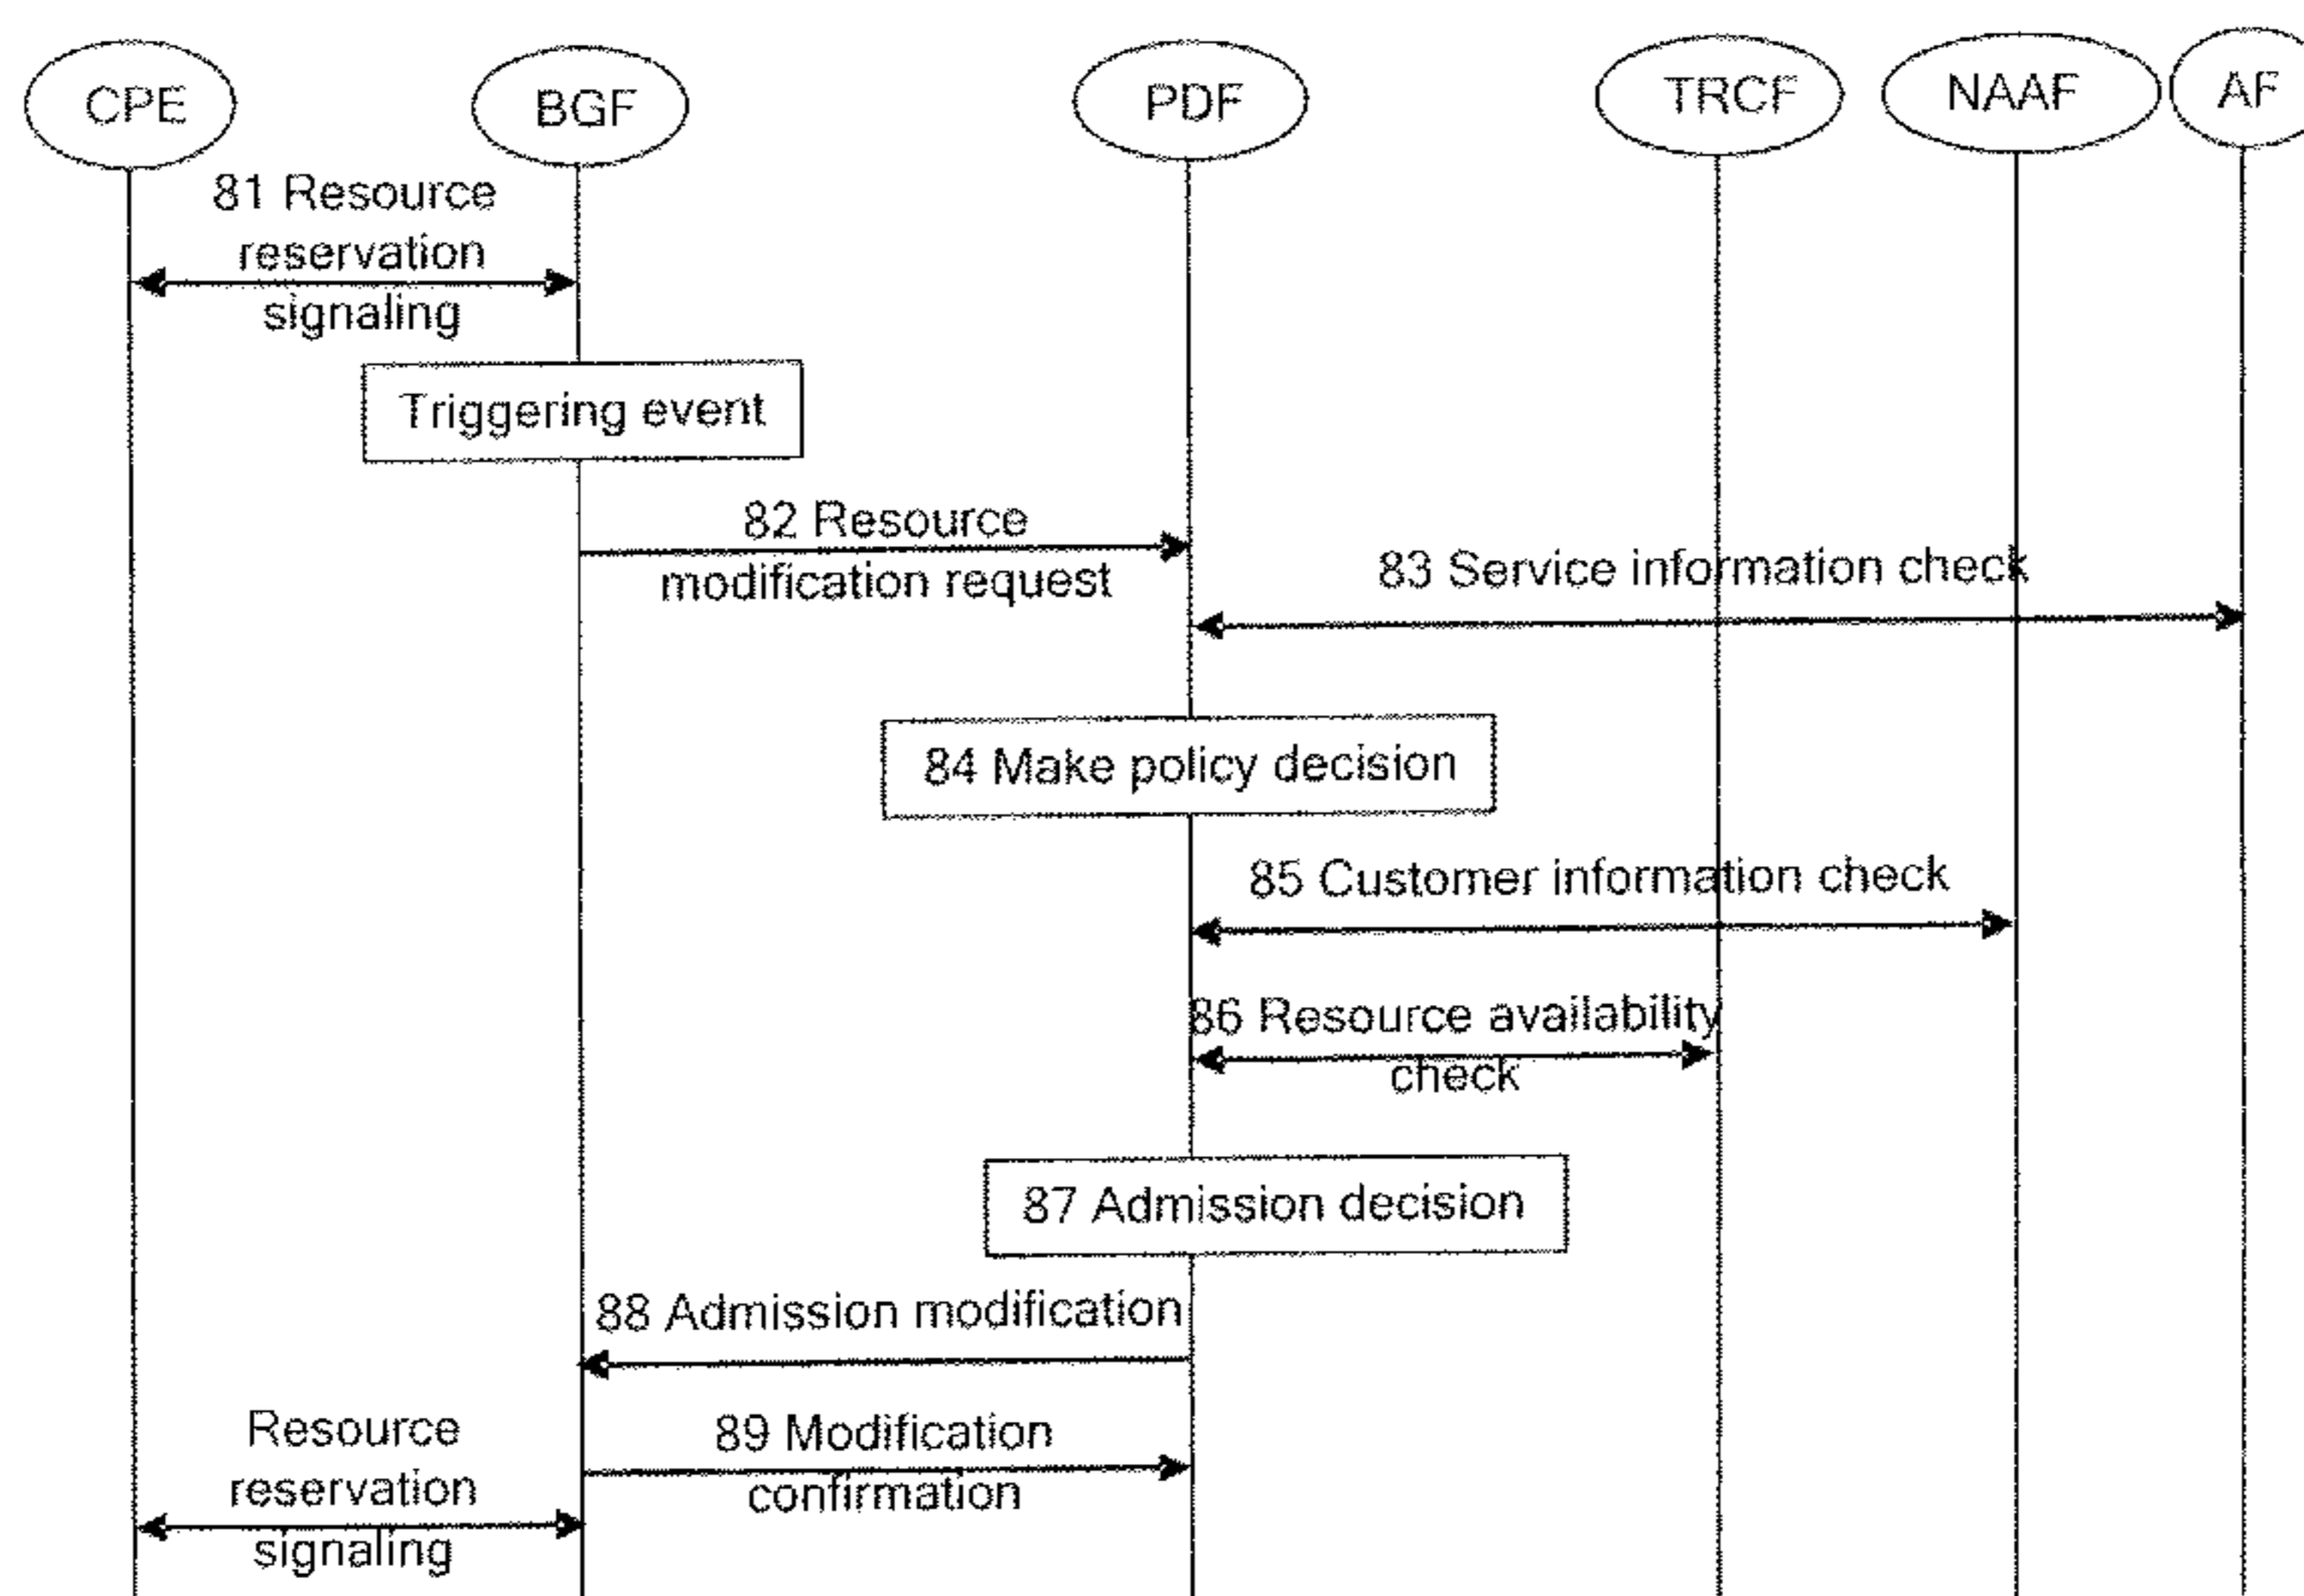 CPE
BGF
PDF
TRCF
NAAF
AF
81 Resource
reservation
signaling
Triggering event
82 Resource
modification request
83 Service information check
84 Make policy decision
85 Customer information check
86 Resource availability
check
87 Admission decision
88 Admission modification
89 Modification
confirmation
Resource
reservation
signaling